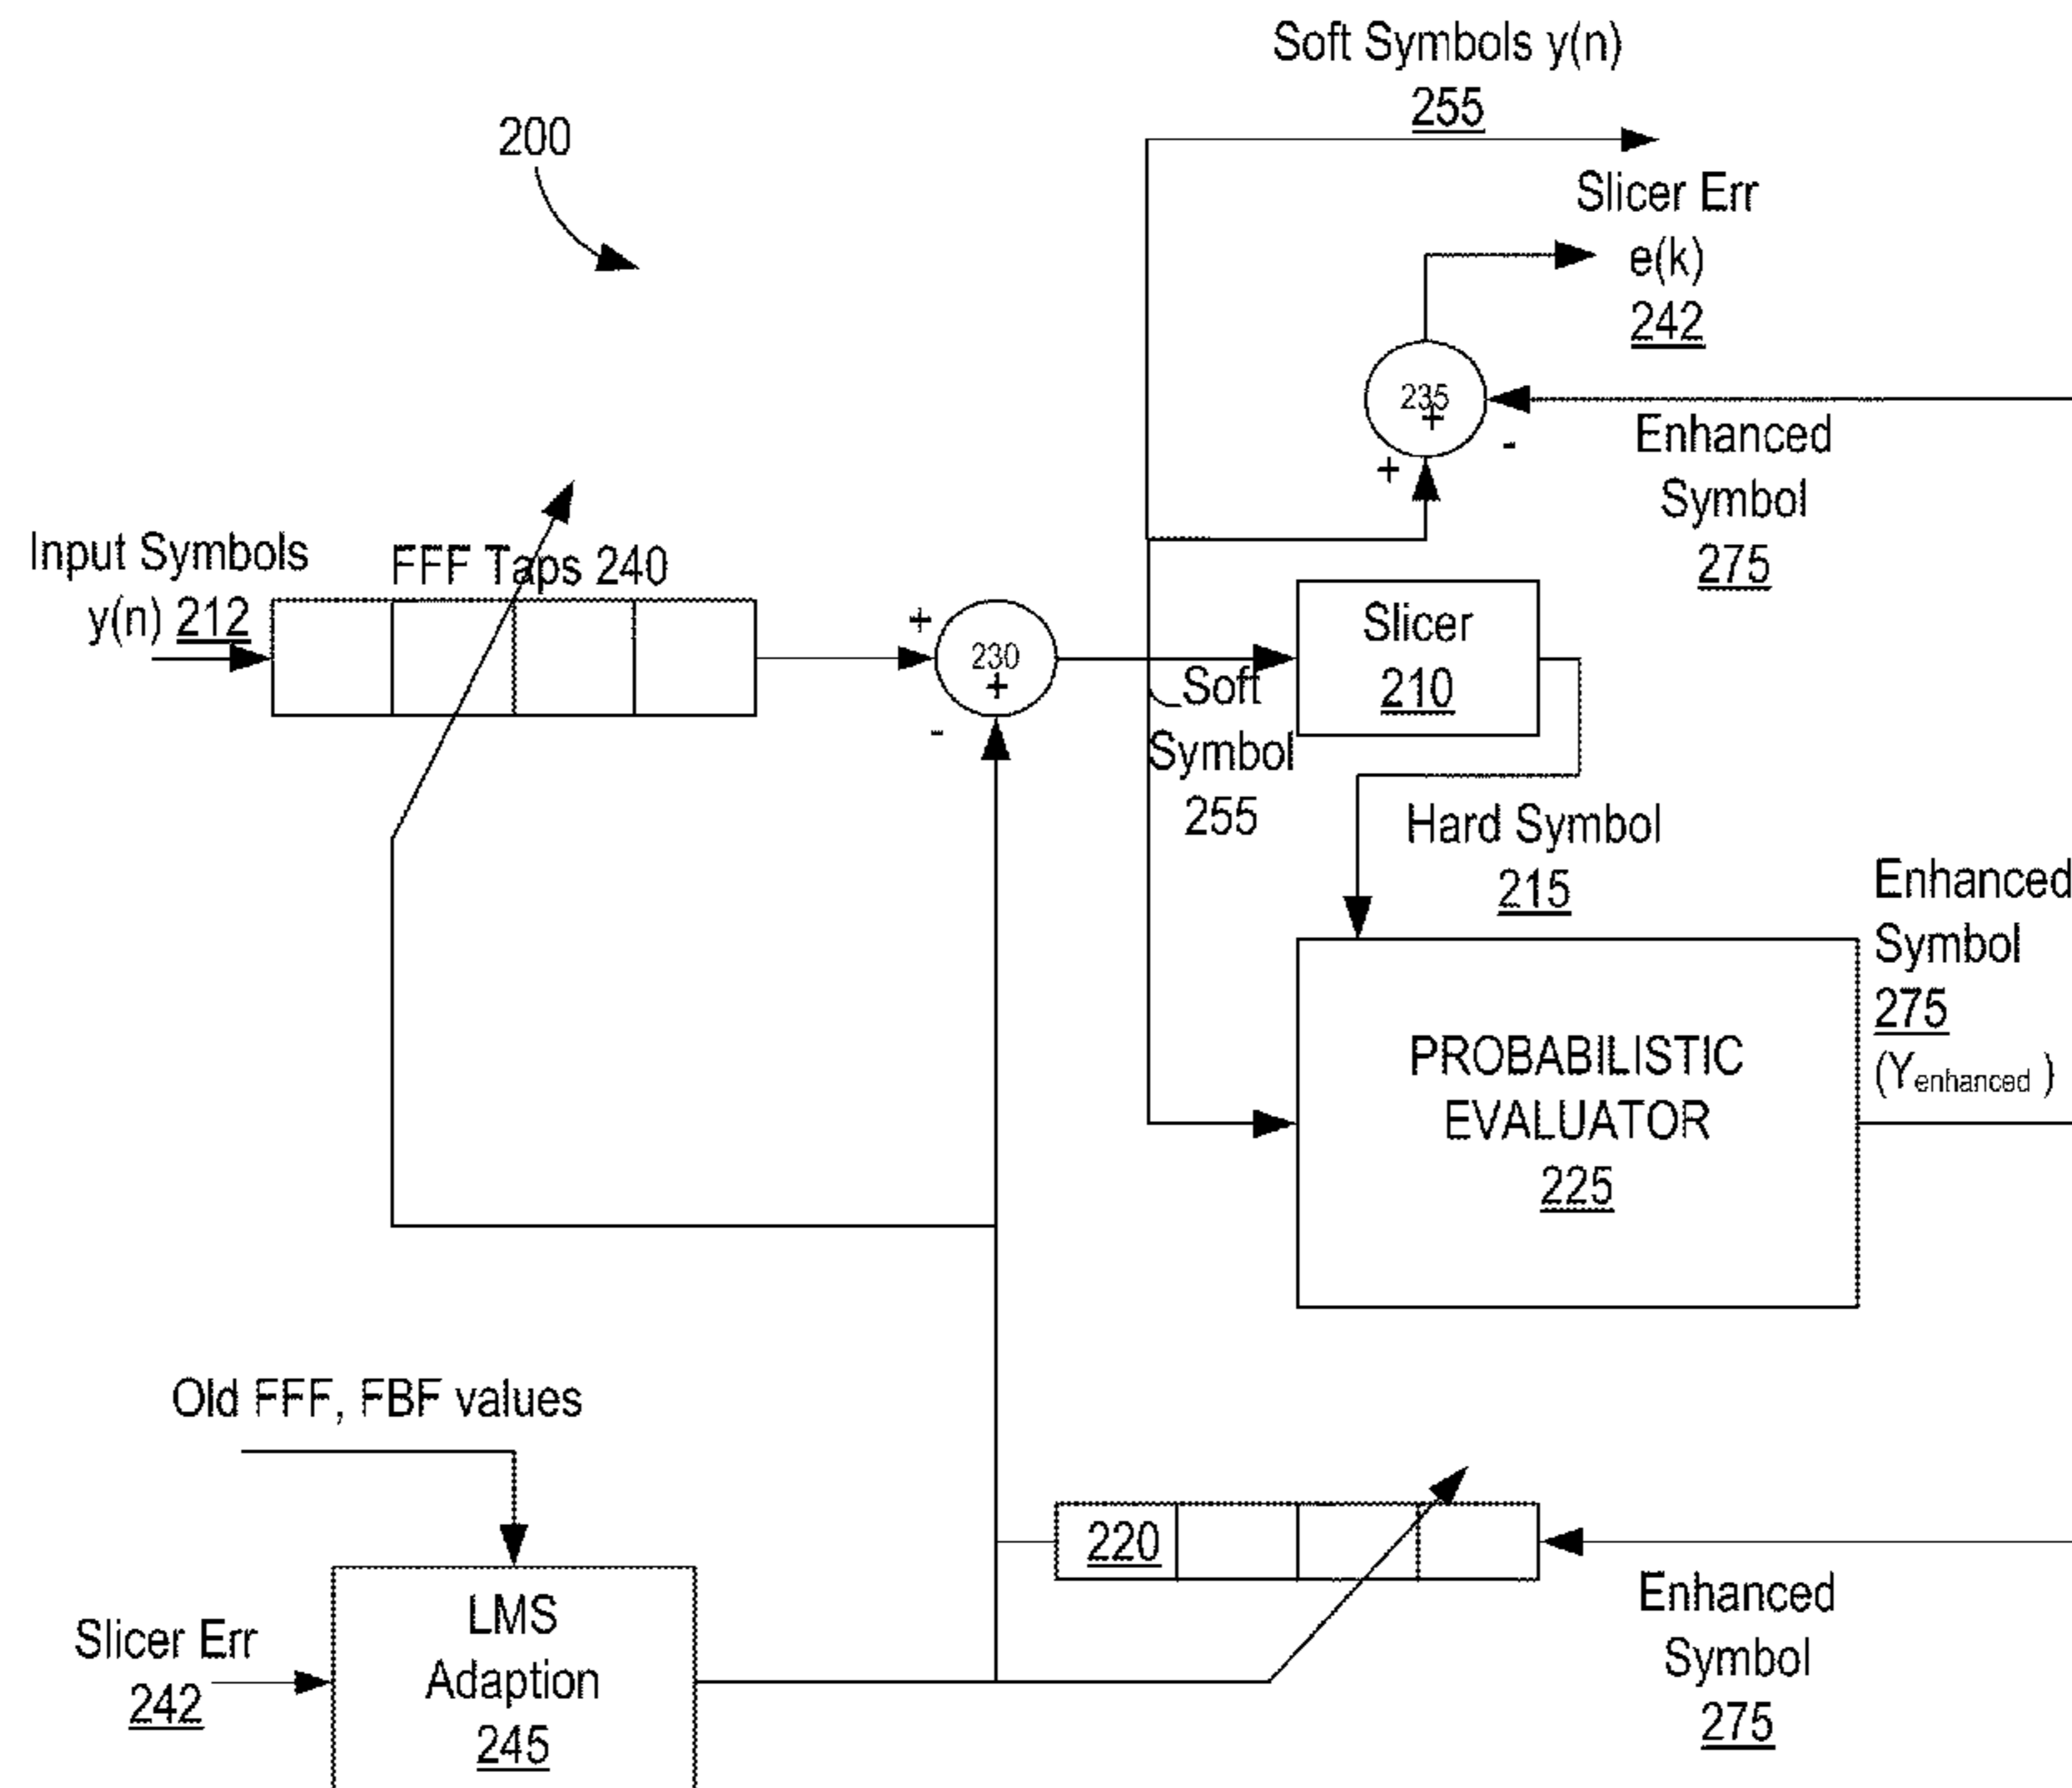 Soft Symbols y(n)
255
200
Slicer Err
e(k)
242
235
+
+
-
Enhanced
Symbol
275
Input Symbols
y(n) 212
FFF Taps 240
+
230
+
-
Soft
Symbol
255
Slicer
210
Hard Symbol
215
Enhanced
Symbol
275
(Yenhanced )
PROBABILISTIC
EVALUATOR
225
Old FFF, FBF values
220
Slicer Err
242
LMS
Adaption
245
Enhanced
Symbol
275